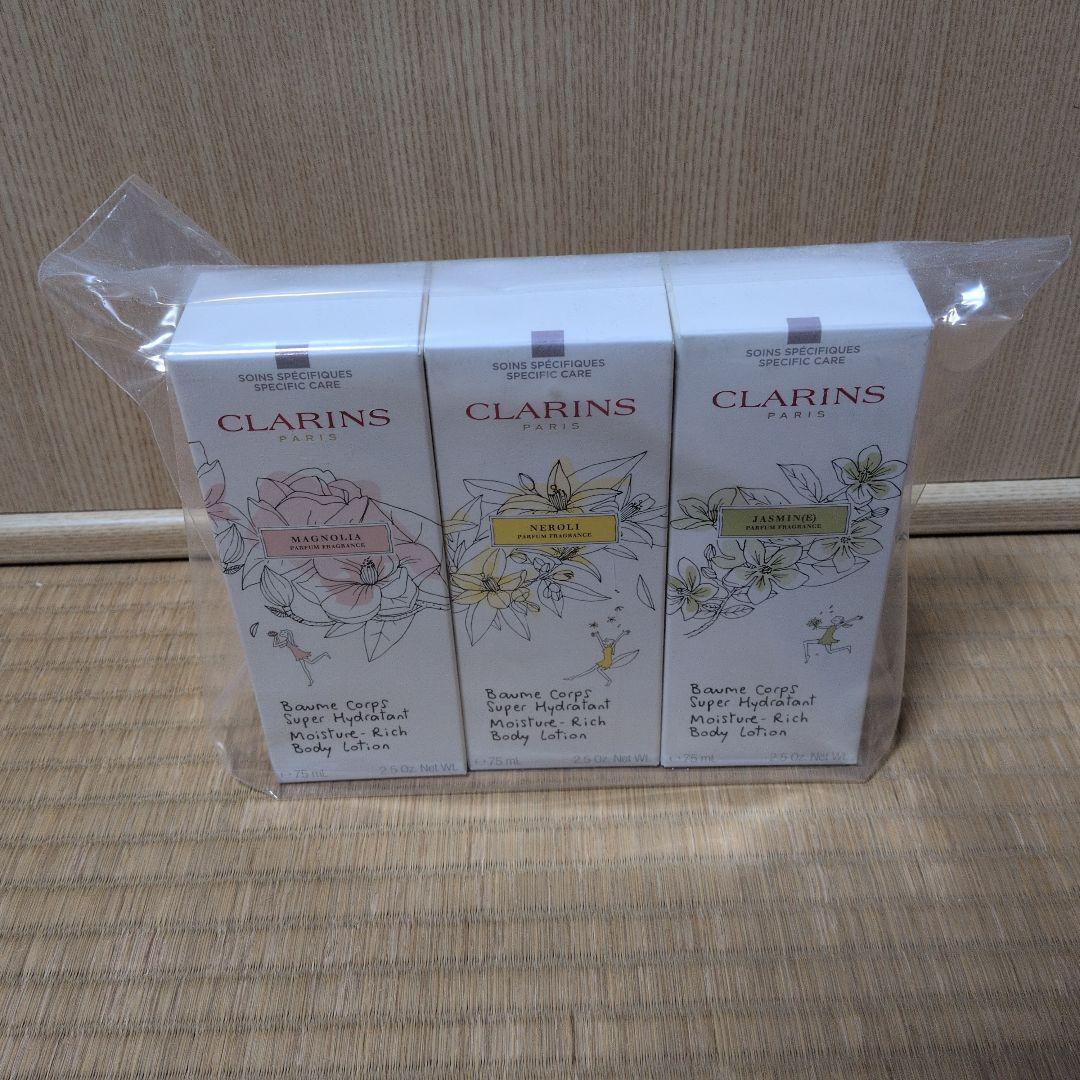 SOINS SPÉCIFIQUES
SPECIFIC CARE
CLARINS
PARIS
MAGNOLIA
PARFUM FRAGRANCE
Baume Corps
Super Hydratant
Moisture-Rich
Body Lotion
e 75 mL 2.5 Oz. Net Wt.
SOINS SPÉCIFIQUES
SPECIFIC CARE
CLARINS
PARIS
NEROLI
PARFUM FRAGRANCE
Baume Corps
Super Hydratant
Moisture-Rich
Body Lotion
e 75 mL 2.5 Oz. Net Wt.
SOINS SPÉCIFIQUES
SPECIFIC CARE
CLARINS
PARIS
JASMIN(E)
PARFUM FRAGRANCE
Baume Corps
Super Hydratant
Moisture-Rich
Body Lotion
e 75 mL 2.5 Oz. Net Wt.